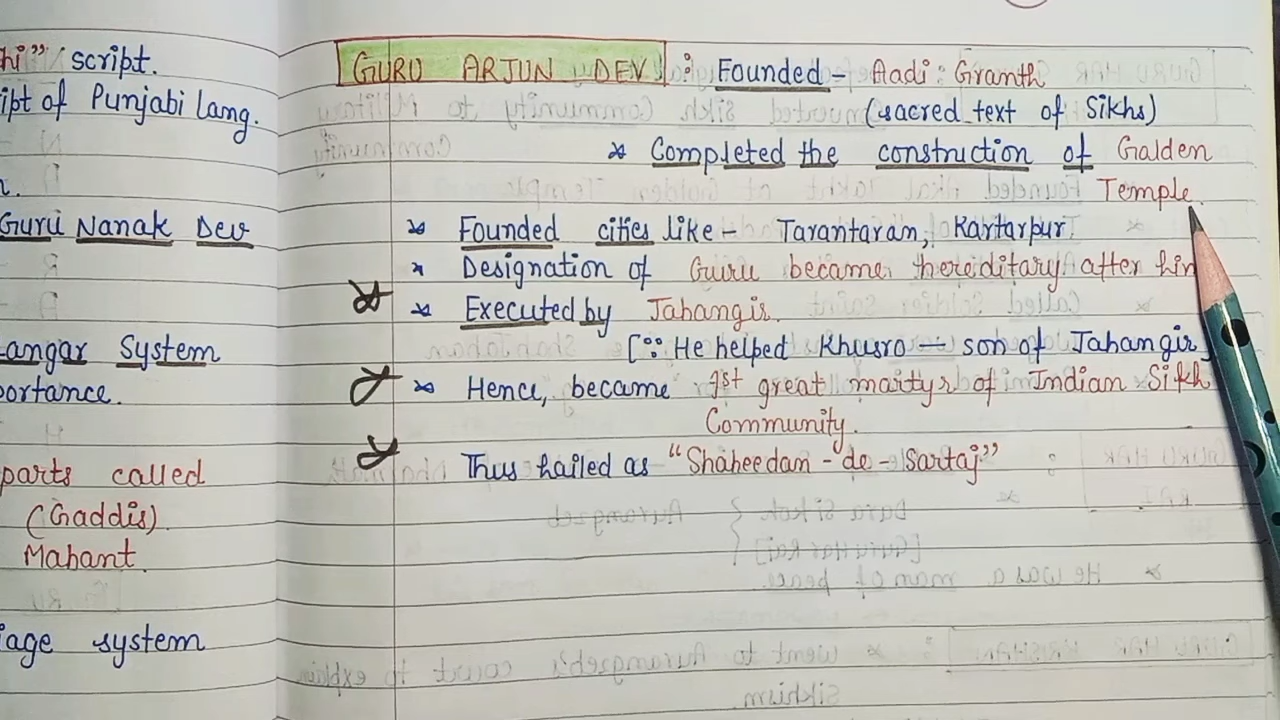 hi" script.
ipt of Punjabi lang.
Guru Nanak Dev
angar System
portance.
parts called
(Gaddis).
Mahant.
iage system
GURU ARJUN DEV : Founded - Aadi : Granth
(sacred text of Sikhs)
* Completed the construction of Golden
Temple.
* Founded cities like - Tarantaran, Kartarpur
* Designation of Guru became hereditary after him
* Executed by Jahangir.
[∵ He helped Khusro - son of Jahangir
* Hence, became 1st great martyr of Indian Sikh
Community.
Thus hailed as "Shaheedan - de - Sartaj"